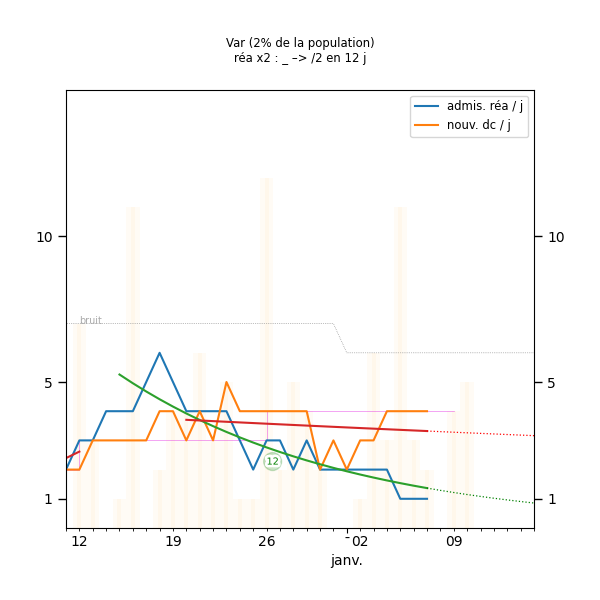 Var (2% de la population)
réa x2 : _ –> /2 en 12 j
admis. réa / j
nouv. dc / j
10
10
bruit
5
5
12
1
1
12
19
26
02
09
janv.